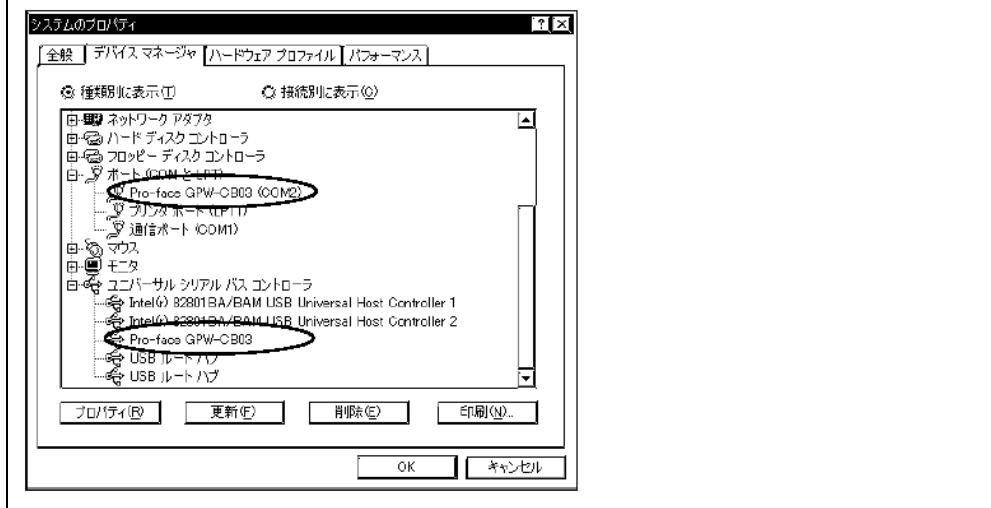 システムのプロパティ
全般 デバイス マネージャ ハードウェア プロファイル パフォーマンス
種類別に表示(T) 接続別に表示(C)
ネットワーク アダプタ
ハード ディスク コントローラ
フロッピー ディスク コントローラ
ポート (COM と LPT)
Pro-face GPW-CB03 (COM2)
プリンタ ポート (LPT1)
通信ポート (COM1)
マウス
モニタ
ユニバーサル シリアル バス コントローラ
Intel(r) 82801BA/BAM USB Universal Host Controller 1
Intel(r) 82801BA/BAM USB Universal Host Controller 2
Pro-face GPW-CB03
USB ルート ハブ
USB ルート ハブ
プロパティ(R) 更新(F) 削除(E) 印刷(N)...
OK キャンセル